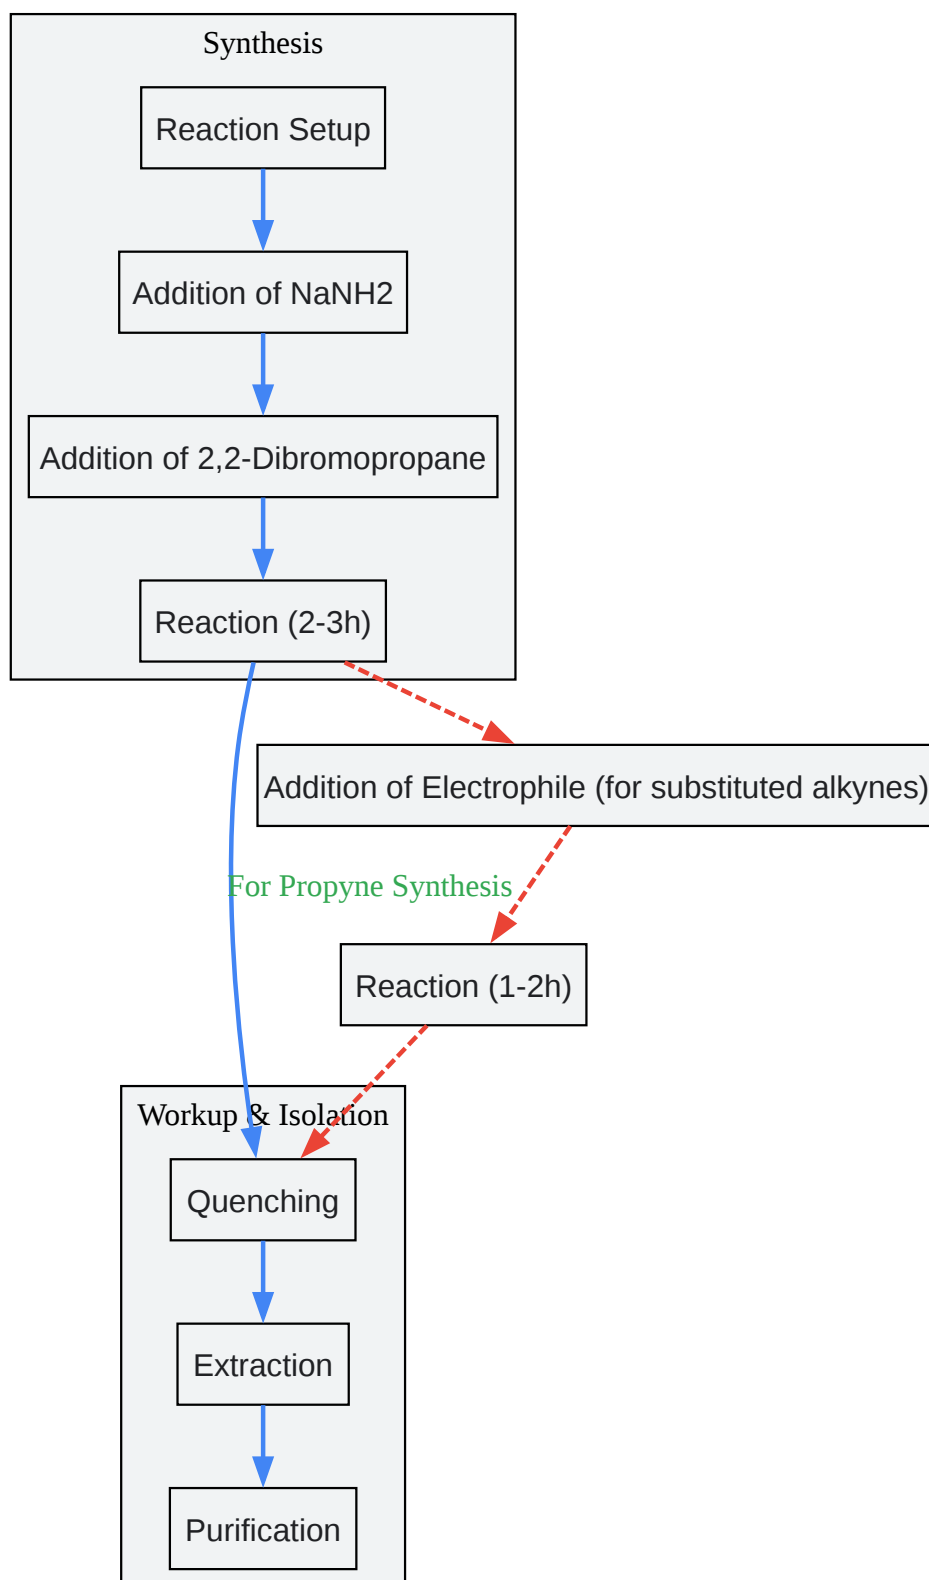 Synthesis
Reaction Setup
Addition of NaNH2
Addition of 2,2-Dibromopropane
Reaction (2-3h)
Addition of Electrophile (for substituted alkynes)
For Propyne Synthesis
Reaction (1-2h)
Workup & Isolation
Quenching
Extraction
Purification